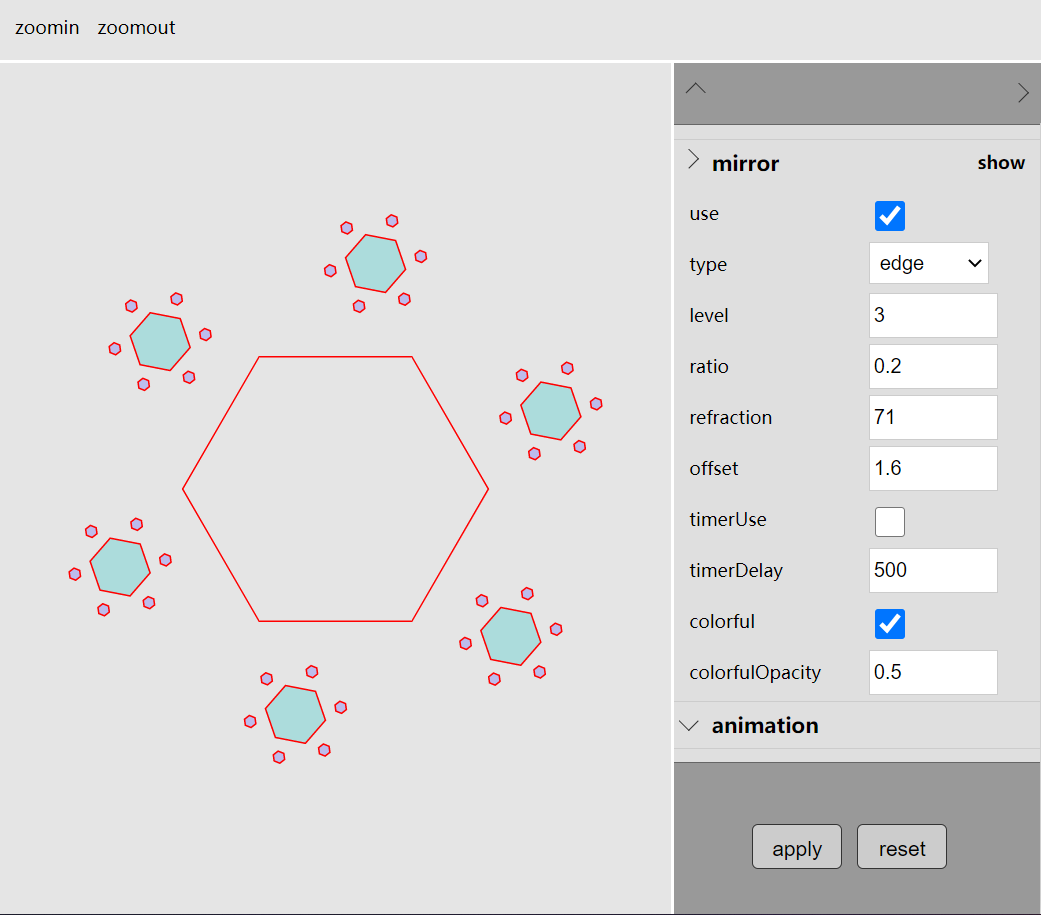 zoomin zoomout
mirror show
use
type edge
level 3
ratio 0.2
refraction 71
offset 1.6
timerUse
timerDelay 500
colorful
colorfulOpacity 0.5
animation
apply reset